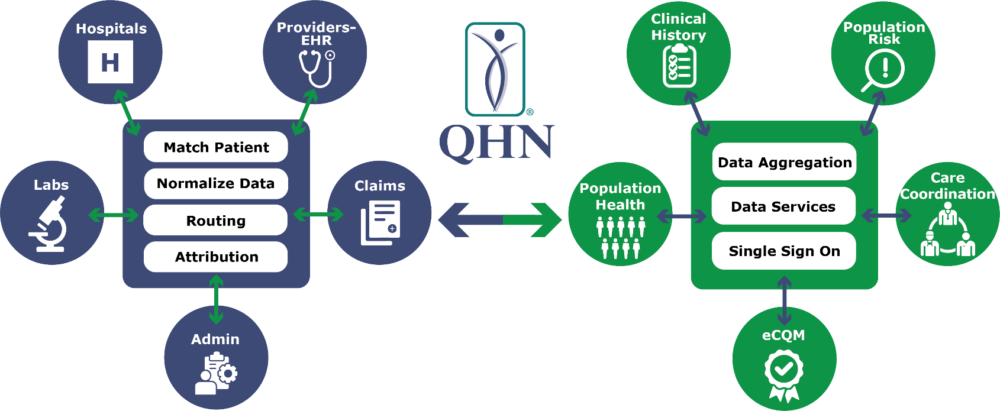 Hospitals
H
Providers-
EHR
Match Patient
Normalize Data
Routing
Attribution
Labs
Claims
Admin
®
QHN
Clinical
History
Population
Risk
Data Aggregation
Data Services
Single Sign On
Population
Health
Care
Coordination
eCQM